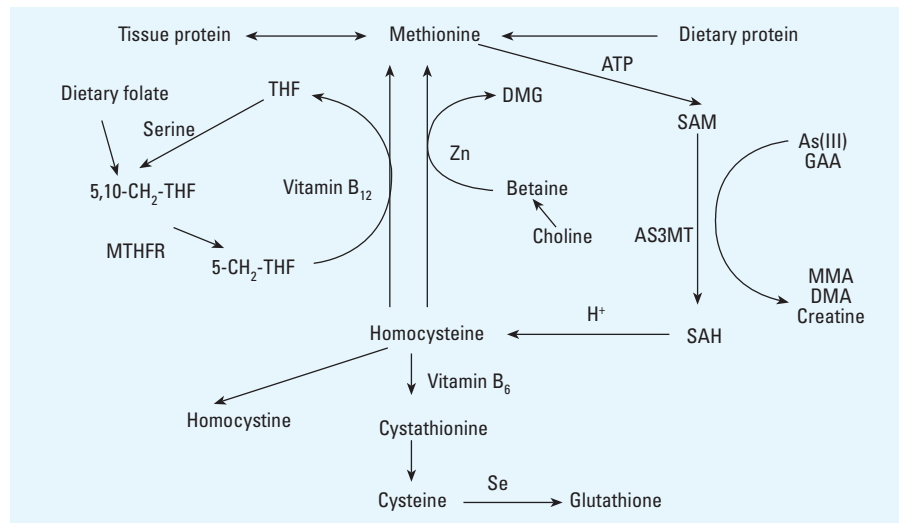 Tissue protein
Methionine
Dietary protein
ATP
Dietary folate
THF
DMG
SAM
Serine
Zn
As(III)
GAA
5,10-CH₂-THF
Vitamin B₁₂
Betaine
Choline
AS3MT
MTHFR
5-CH₂-THF
MMA
DMA
Creatine
H⁺
Homocysteine
SAH
Vitamin B₆
Homocystine
Cystathionine
Se
Cysteine
Glutathione